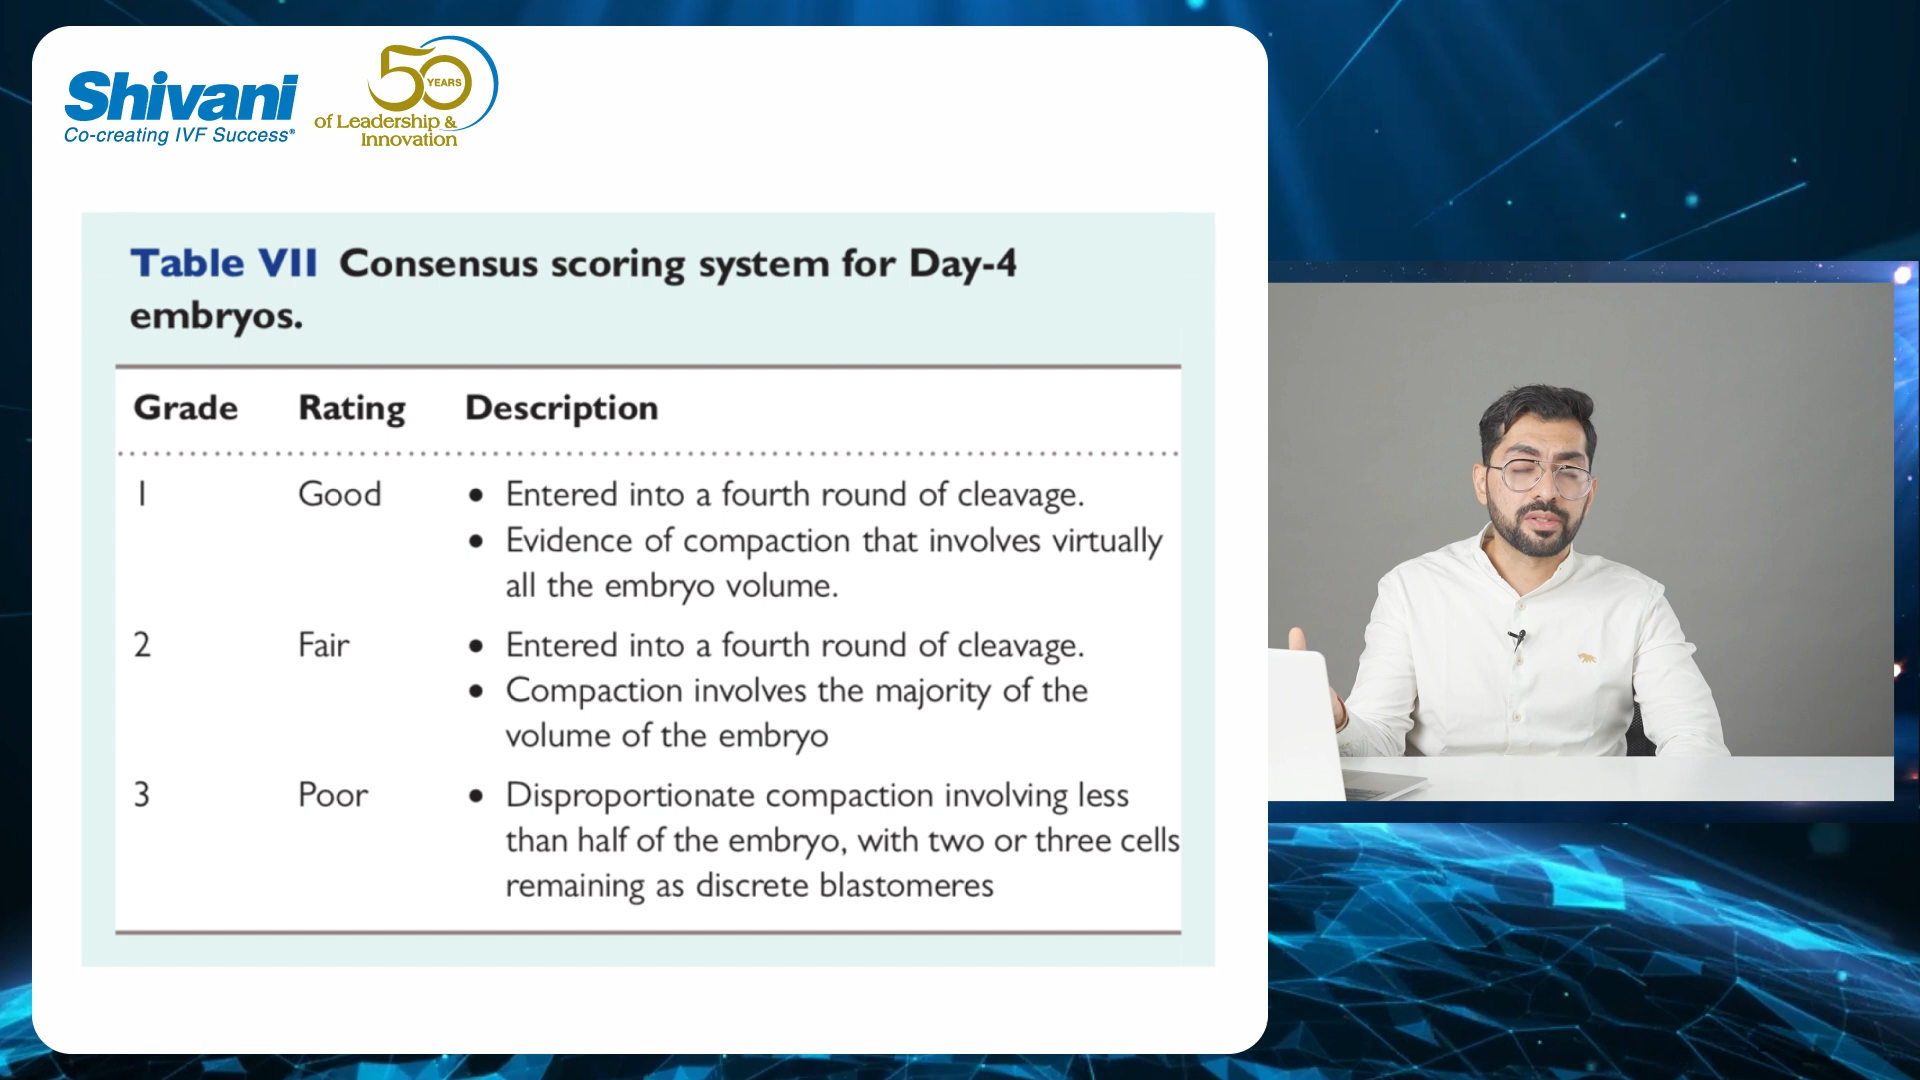 Shivani
Co-creating IVF Success®
50
YEARS
of Leadership &
Innovation
Table VII Consensus scoring system for Day-4
embryos.
Grade Rating Description
1 Good • Entered into a fourth round of cleavage.
• Evidence of compaction that involves virtually
all the embryo volume.
2 Fair • Entered into a fourth round of cleavage.
• Compaction involves the majority of the
volume of the embryo
3 Poor • Disproportionate compaction involving less
than half of the embryo, with two or three cells
remaining as discrete blastomeres